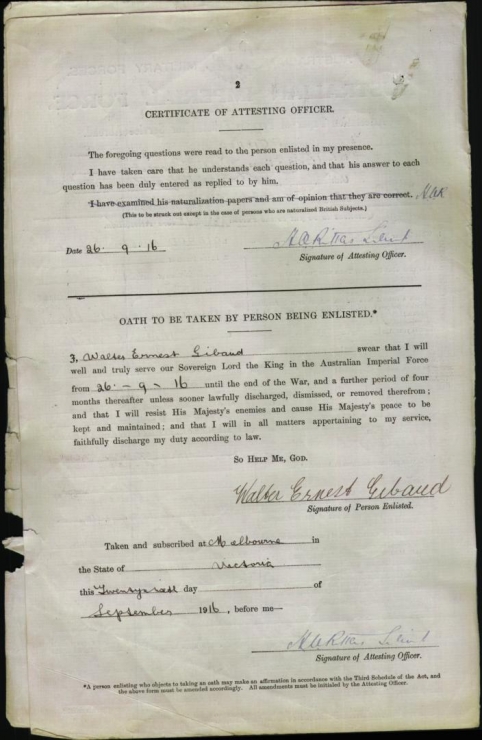 2
CERTIFICATE OF ATTESTING OFFICER.
The foregoing questions were read to the person enlisted in my presence.
I have taken care that he understands each question, and that his answer to each
question has been duly entered as replied to by him.
I have examined his naturalization papers and am of opinion that they are correct.
(This to be struck out except in the case of persons who are naturalized British Subjects.)
Date 26. 9. 16
Signature of Attesting Officer.
OATH TO BE TAKEN BY PERSON BEING ENLISTED.*
3, Walter Ernest Gibaud swear that I will
well and truly serve our Sovereign Lord the King in the Australian Imperial Force
from 26 - 9 - 16 until the end of the War, and a further period of four
months thereafter unless sooner lawfully discharged, dismissed, or removed therefrom;
and that I will resist His Majesty's enemies and cause His Majesty's peace to be
kept and maintained; and that I will in all matters appertaining to my service,
faithfully discharge my duty according to law.
SO HELP ME, GOD.
Walter Ernest Gibaud
Signature of Person Enlisted.
Taken and subscribed at Melbourne in
the State of Victoria
this day of
September 1916, before me—
Signature of Attesting Officer.
*A person enlisting who objects to taking an oath may make an affirmation in accordance with the Third Schedule of the Act, and
the above form must be amended accordingly. All amendments must be initialed by the Attesting Officer.